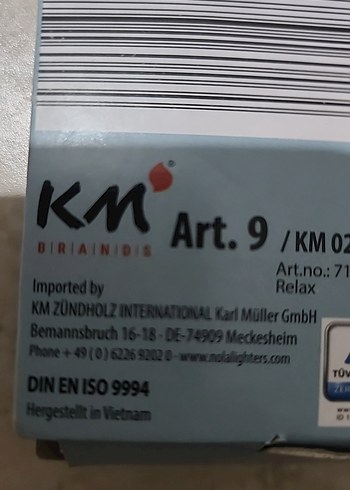 KM®
BRANDS
Art. 9 / KM 02
Art.no.: 71
Relax
Imported by
KM ZÜNDHOLZ INTERNATIONAL Karl Müller GmbH
Bemannsbruch 16-18 · DE-74909 Meckesheim
Phone + 49 ( 0 ) 6226 9202 0 · www.nolalighters.com
DIN EN ISO 9994
Hergestellt in Vietnam
TÜV